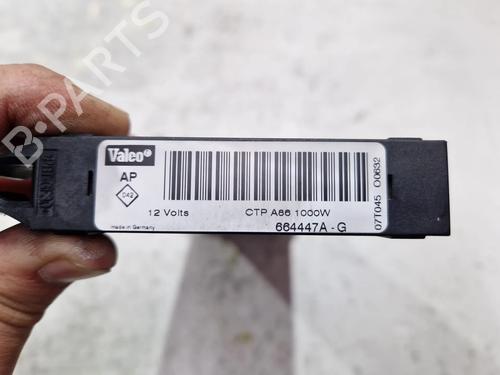 B-PARTS
Valeo
AP
042
12 Volts
CTP A66 1000W
made in Germany
664447A - G
07T045 O0632